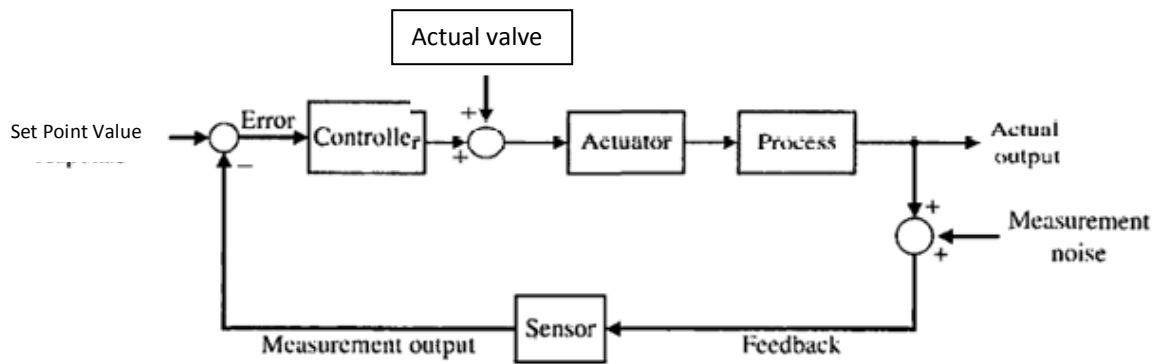 Actual valve
Set Point Value
Error
Controller
Actuator
Process
Actual
output
Measurement
noise
Sensor
Measurement output
Feedback
+
+
−
+
+